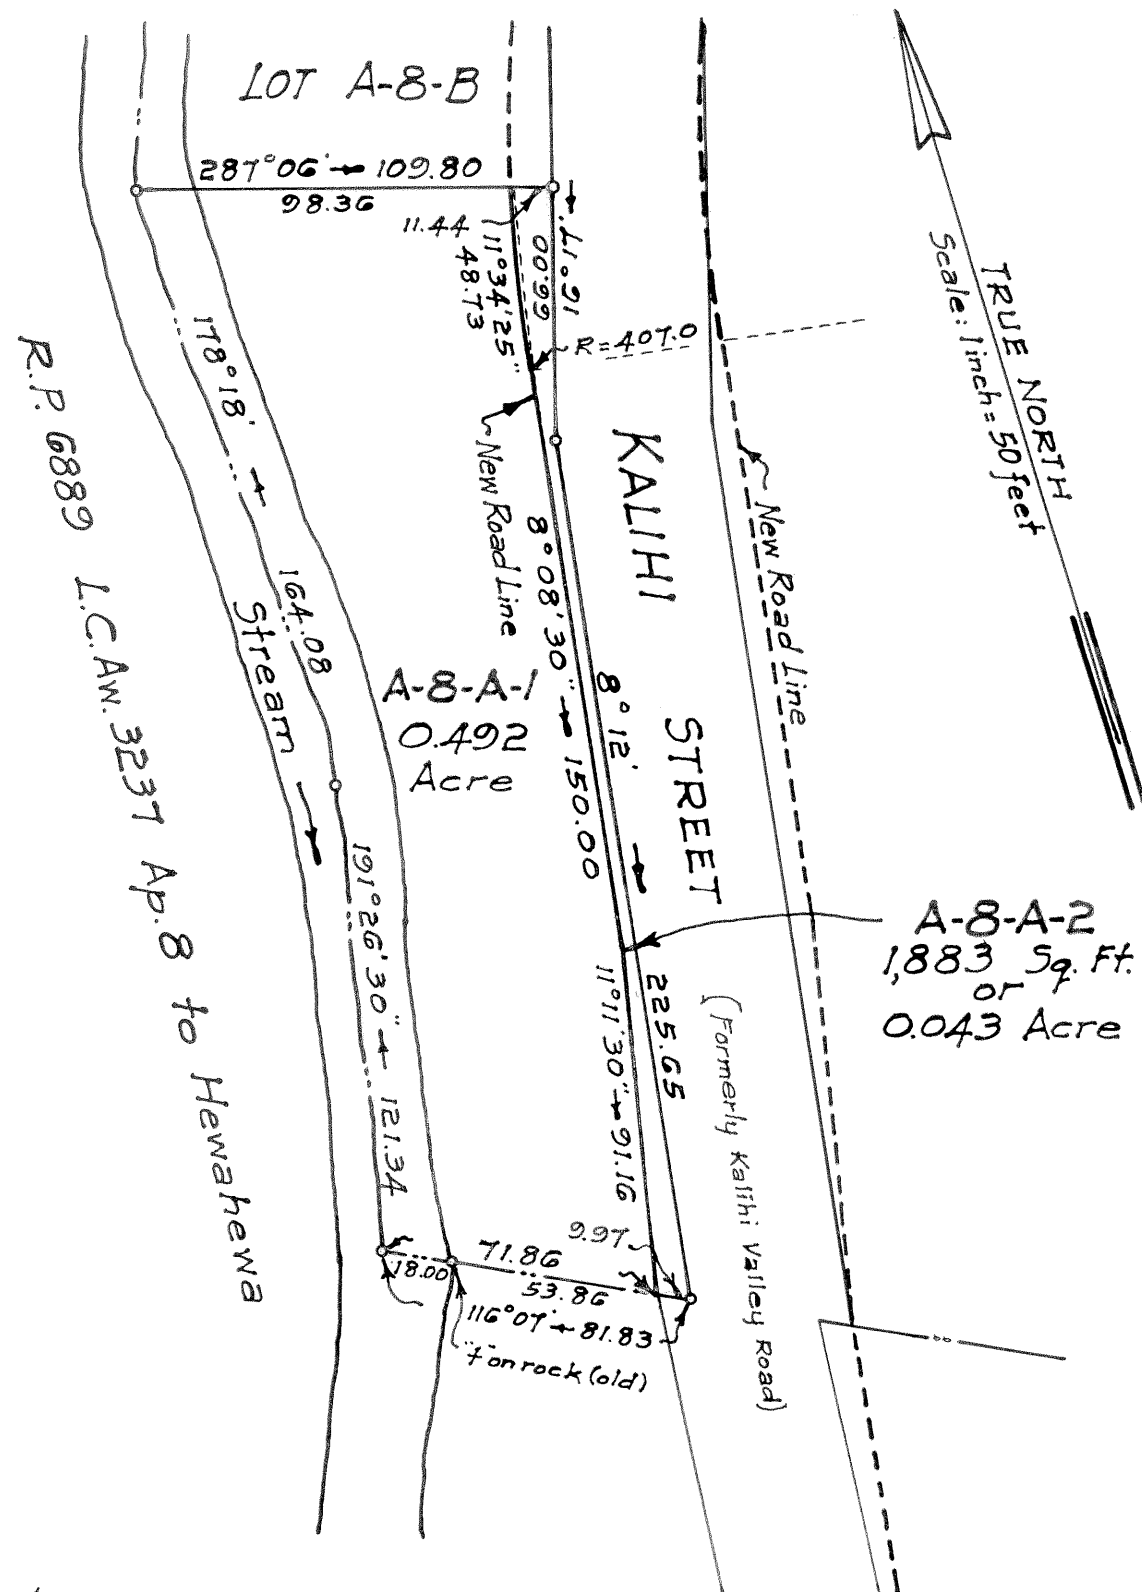 LOT A-8-B
287°06' 109.80
98.36
11.44
11°34'25"
48.73
16°17'
66.00
R=407.0
TRUE NORTH
Scale: 1inch= 50 feet
178°18'
164.08
Stream
R.P. 6889 L.C.Aw. 3237 Ap. 8 to Hewahewa
New Road Line
KALIHI STREET
New Road Line
8°08'30" 150.00
8°12'
225.65
A-8-A-1
0.492
Acre
A-8-A-2
1,883 Sq. Ft.
or
0.043 Acre
(Formerly Kalihi Valley Road)
191°26'30" 121.34
11°11'30" 91.16
9.97
71.86
18.00
53.86
116°07' 81.83
on rock (old)